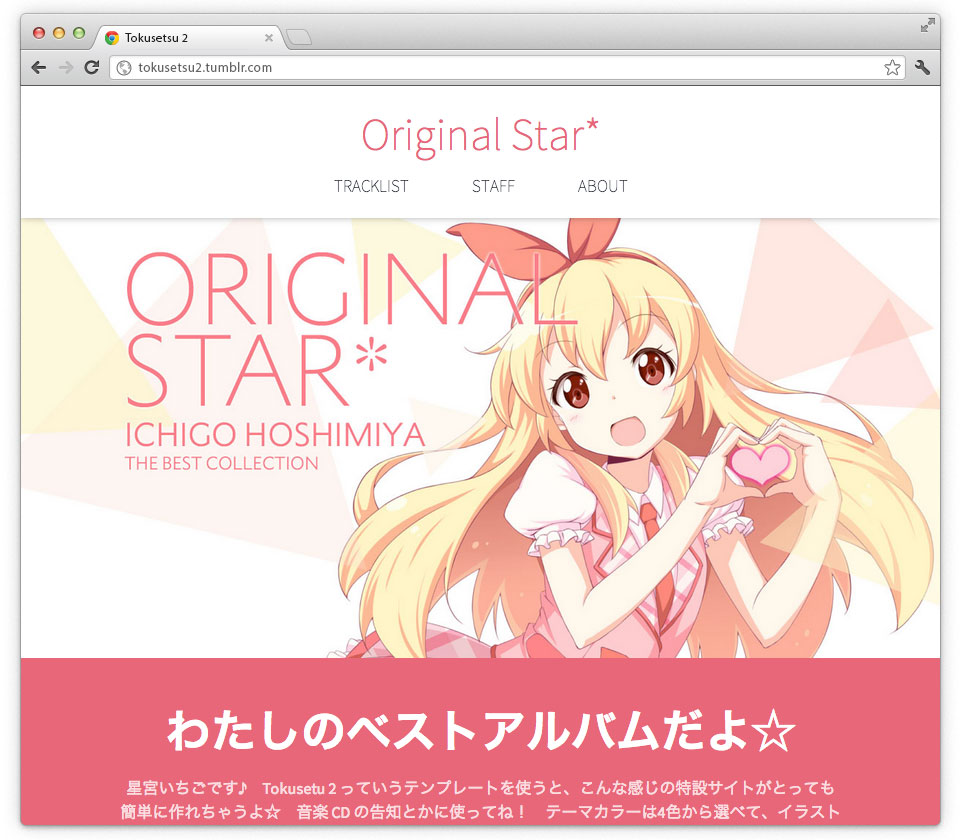 Tokusetsu 2
tokusetsu2.tumblr.com
Original Star*
TRACKLIST STAFF ABOUT
ORIGINAL
STAR*
ICHIGO HOSHIMIYA
THE BEST COLLECTION
わたしのベストアルバムだよ☆
星宮いちごです♪　Tokusetu 2 っていうテンプレートを使うと、こんな感じの特設サイトがとっても
簡単に作れちゃうよ☆　音楽 CD の告知とかに使ってね！　テーマカラーは4色から選べて、イラスト